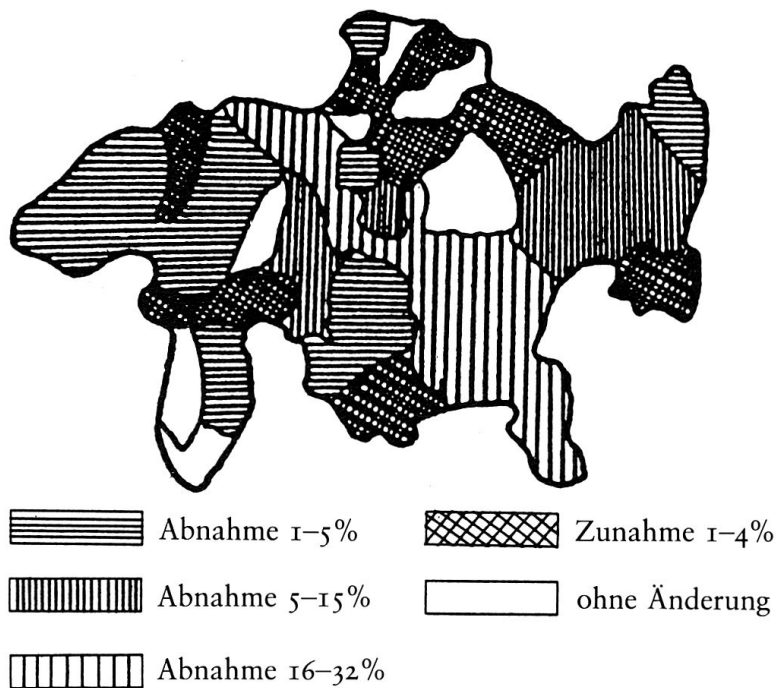 Abnahme 1–5%
Abnahme 5–15%
Abnahme 16–32%
Zunahme 1–4%
ohne Änderung